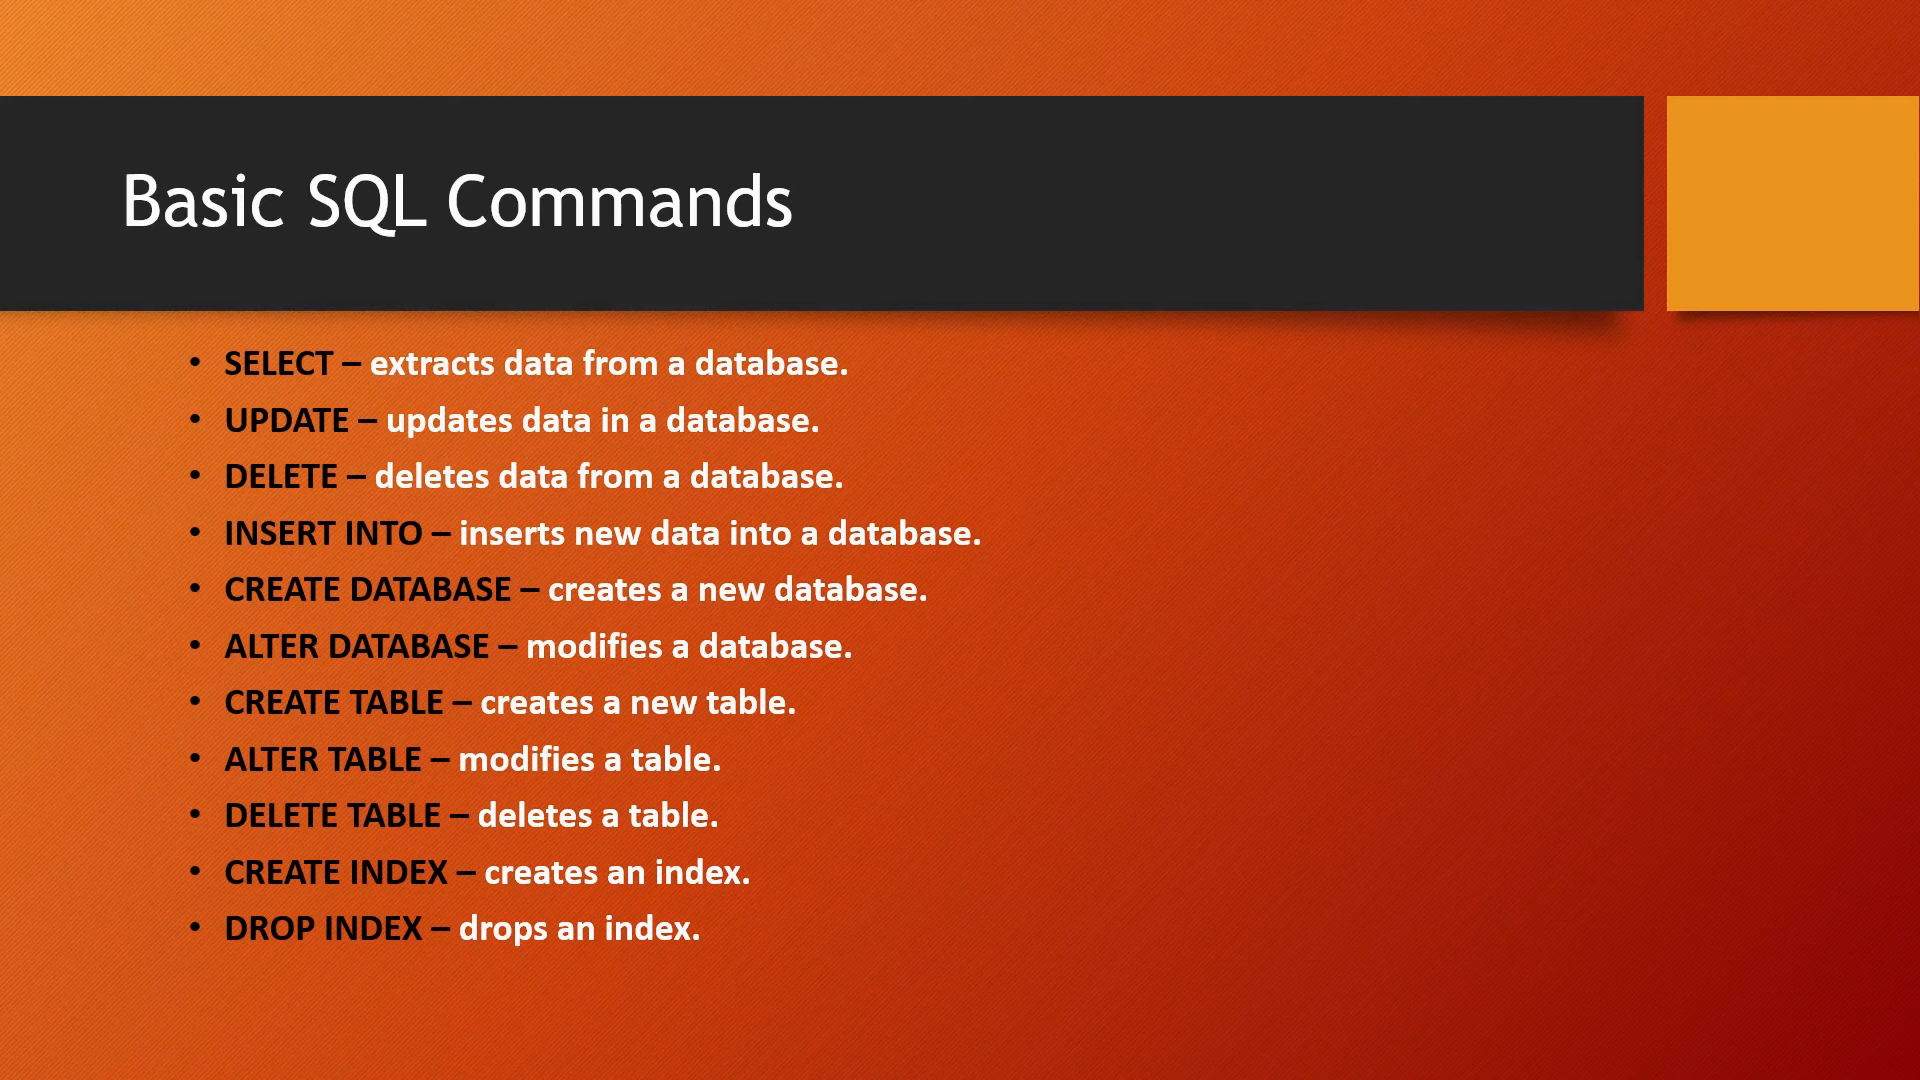 Basic SQL Commands
• SELECT – extracts data from a database.
• UPDATE – updates data in a database.
• DELETE – deletes data from a database.
• INSERT INTO – inserts new data into a database.
• CREATE DATABASE – creates a new database.
• ALTER DATABASE – modifies a database.
• CREATE TABLE – creates a new table.
• ALTER TABLE – modifies a table.
• DELETE TABLE – deletes a table.
• CREATE INDEX – creates an index.
• DROP INDEX – drops an index.